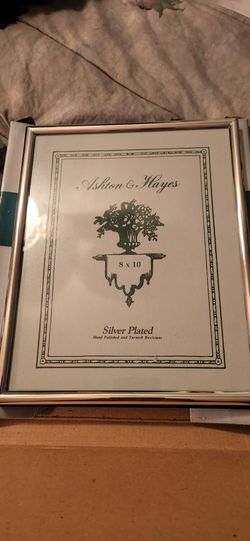 Ashton & Hayes
8 x 10
Silver Plated
Hand Polished and Tarnish Resistant